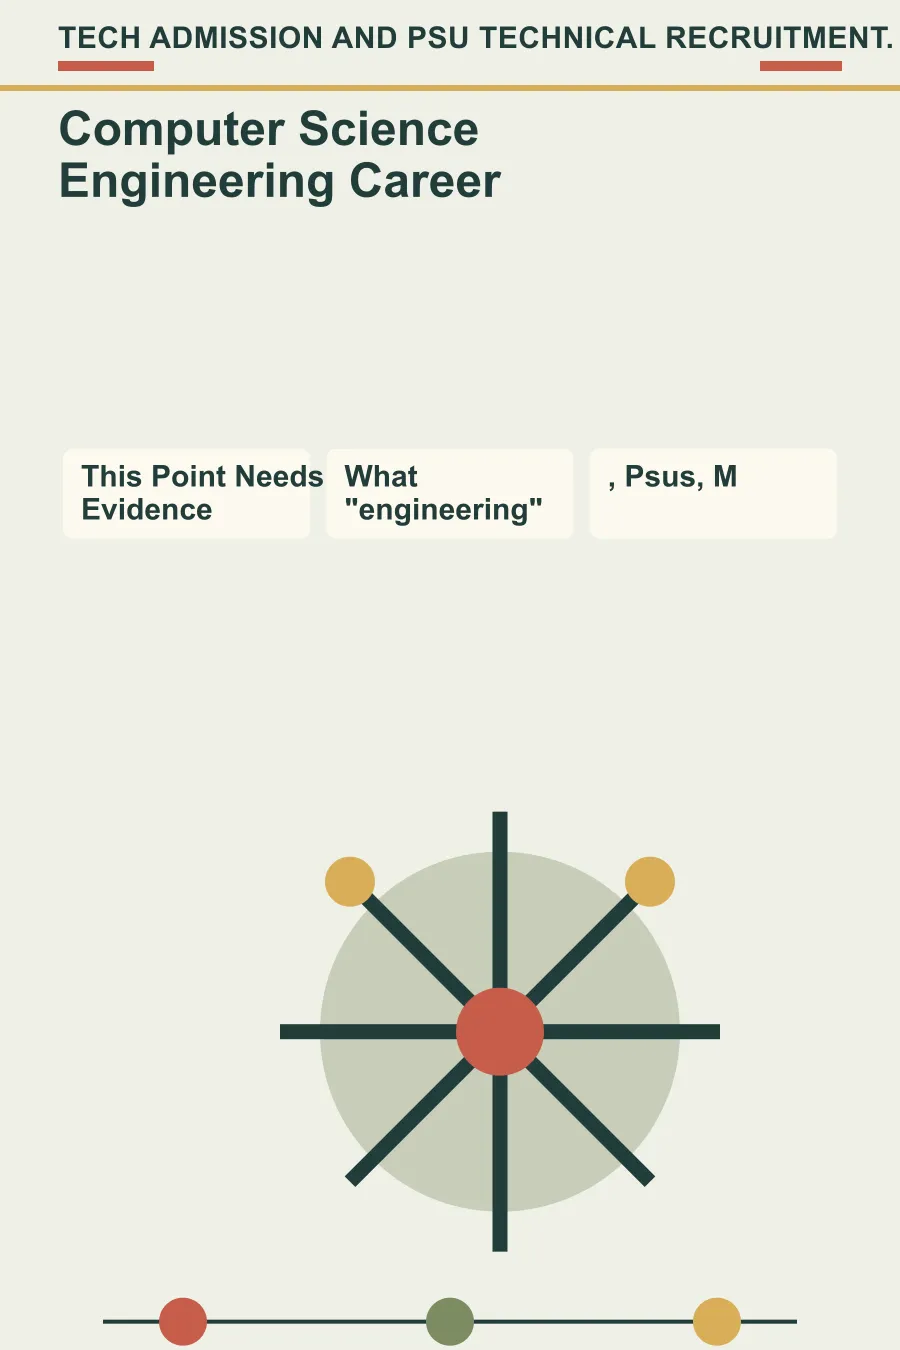 TECH ADMISSION AND PSU TECHNICAL RECRUITMENT.
Computer Science
Engineering Career
This Point Needs
Evidence
What
"engineering"
, Psus, M